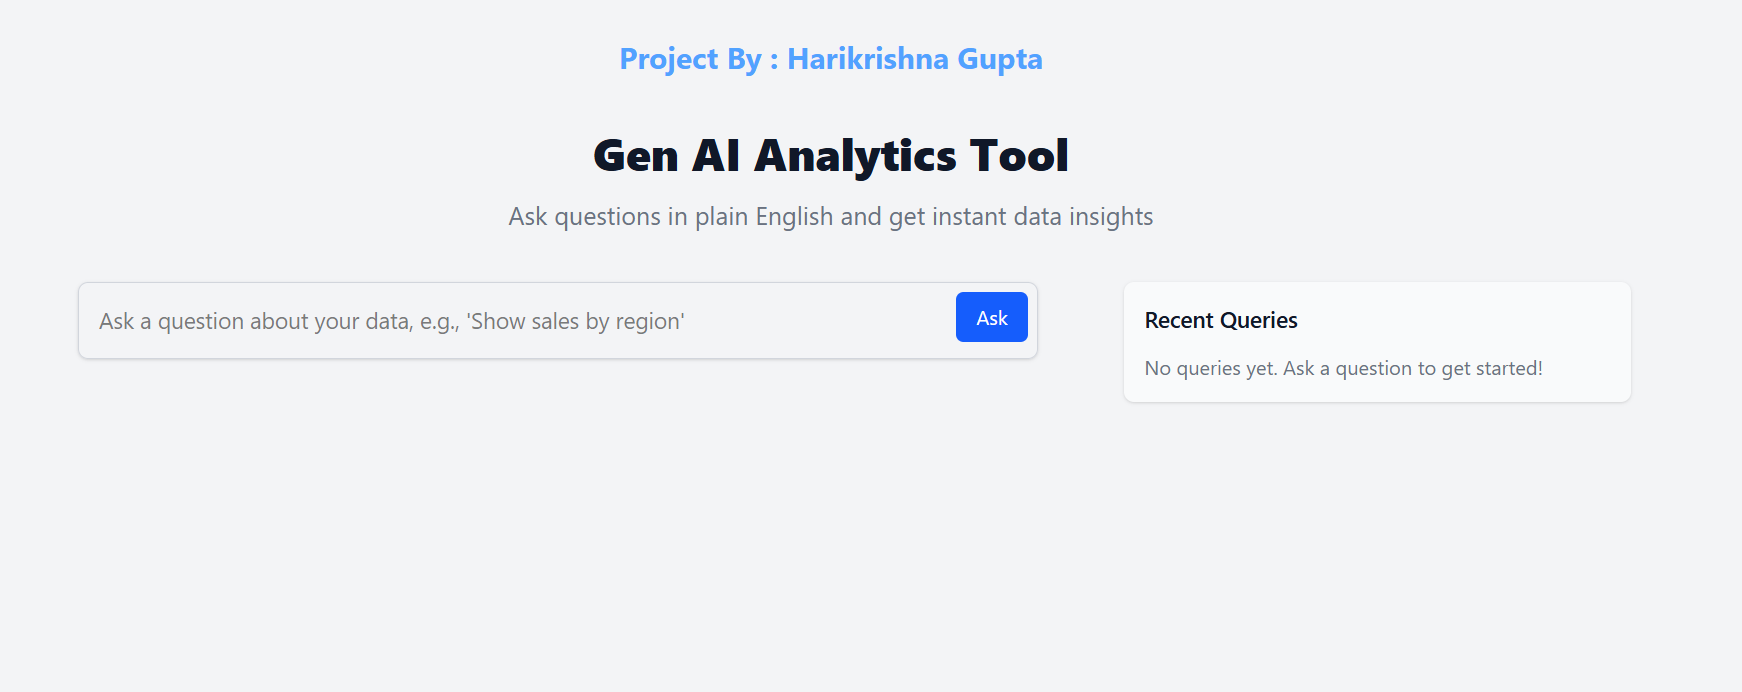 Project By : Harikrishna Gupta
Gen AI Analytics Tool
Ask questions in plain English and get instant data insights
Ask a question about your data, e.g., 'Show sales by region'
Ask
Recent Queries
No queries yet. Ask a question to get started!